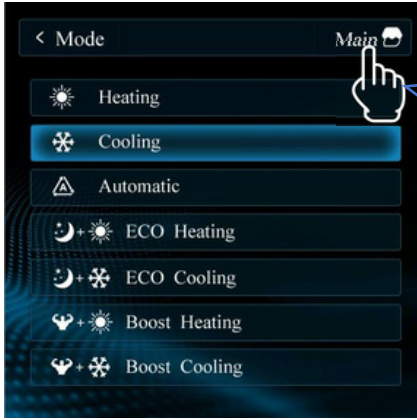 < Mode Main
Heating
Cooling
Automatic
ECO Heating
ECO Cooling
Boost Heating
Boost Cooling